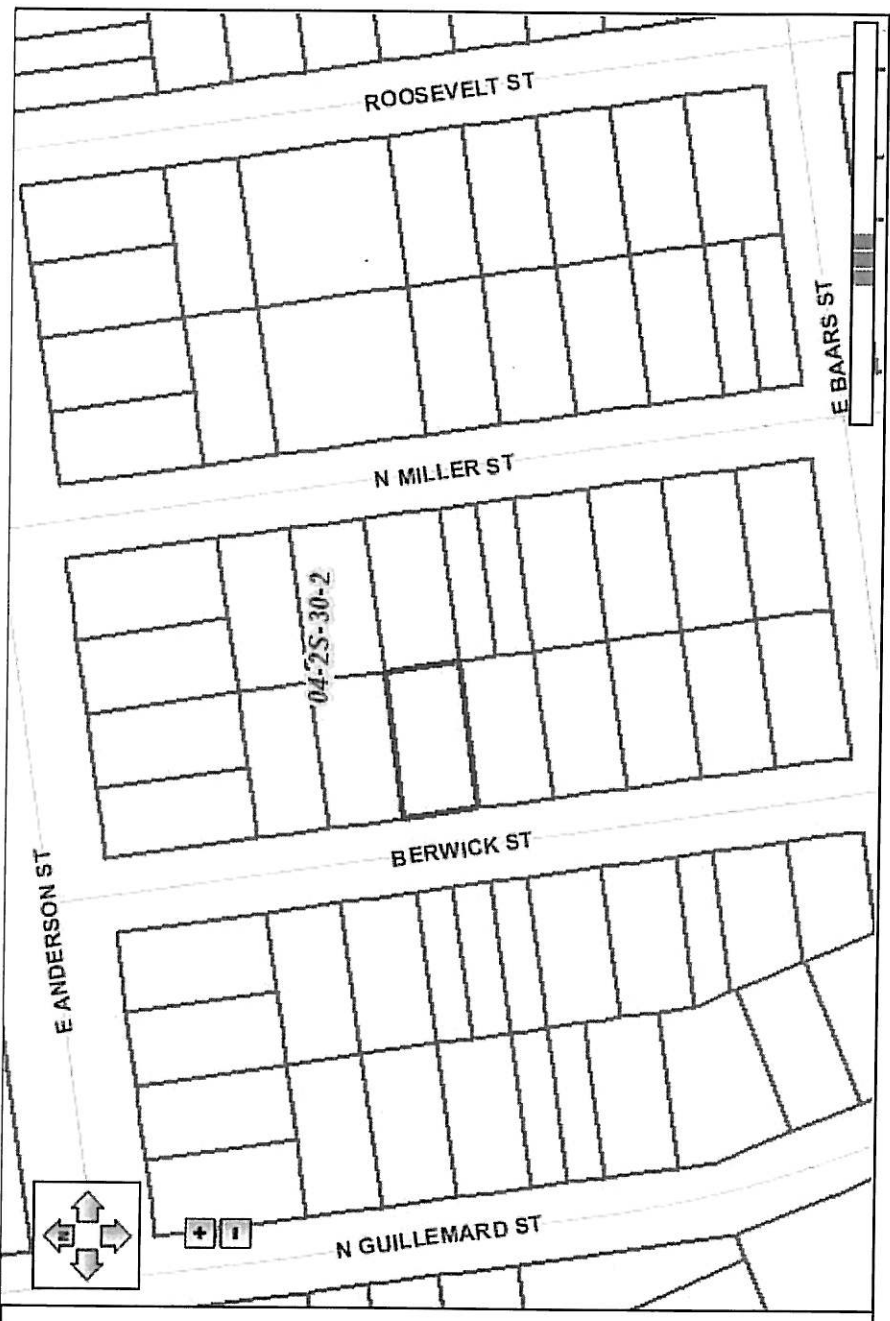 ROOSEVELT ST
E BAARS ST
N MILLER ST
04-2S-30-2
BERWICK ST
E ANDERSON ST
N
+
-
N GUILLEMARD ST